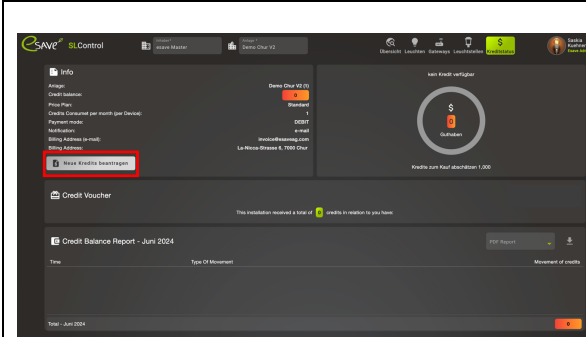 esave SLControl
Inhaber *
esave Master
Anlage *
Demo Chur V2
Übersicht Leuchten Gateways Leuchtstellen Kreditstatus
Saskia
Kuehner
Info
Anlage: Demo Chur V2 (1)
Credit balance: 0
Price Plan: Standard
Credits Consumet per month (per Device): 1
Payment mode: DEBIT
Notification: e-mail
Billing Address (e-mail): invoice@esaveag.com
Billing Address: La-Nicca-Strasse 6, 7000 Chur
Neue Kredits beantragen
kein Kredit verfügbar
$
0
Guthaben
Kredits zum Kauf abschätzen 1,000
Credit Voucher
This installation received a total of 0 credits in relation to you have:
Credit Balance Report - Juni 2024
PDF Report
Time Type Of Movement Movement of credits
Total - Juni 2024 0